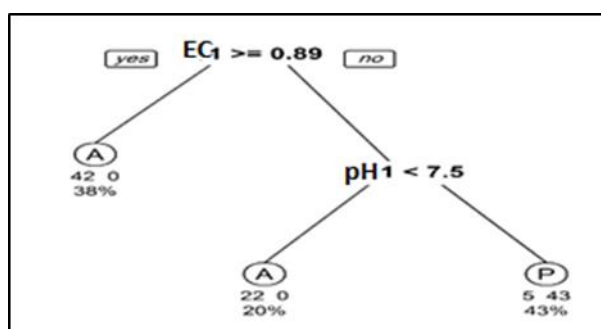 yes EC1 >= 0.89 no
A
42 0
38%
pH1 < 7.5
A
22 0
20%
P
5 43
43%